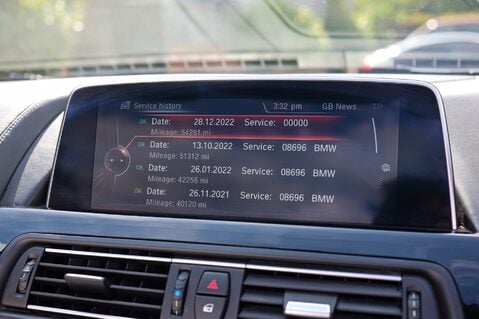 Service history 3:32 pm GB News TP
OK Date: 28.12.2022 Service: 00000
Mileage: 54261 mi
OK Date: 13.10.2022 Service: 08696 BMW
Mileage: 51312 mi
OK Date: 26.01.2022 Service: 08696 BMW
Mileage: 42256 mi
OK Date: 26.11.2021 Service: 08696 BMW
Mileage: 40120 mi